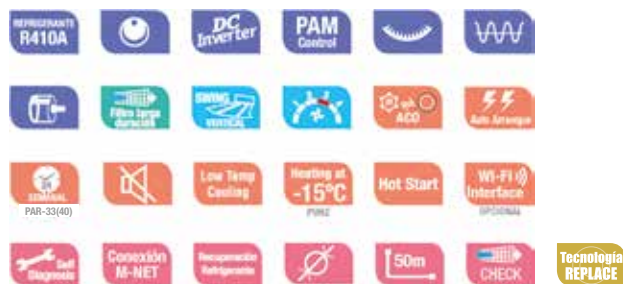 REFRIGERANTE
R410A
DC
Inverter
PAM
Control
Filtro larga
duración
SWING
VERTICAL
ACO
Auto Arranque
SEMANAL
PAR-33(40)
Low Temp
Cooling
Heating at
-15°C
PUHZ
Hot Start
Wi-Fi
Interface
OPCIONAL
Self
Diagnosis
Conexión
M-NET
Recuperación
Refrigerante
50m
CHECK
Tecnología
REPLACE